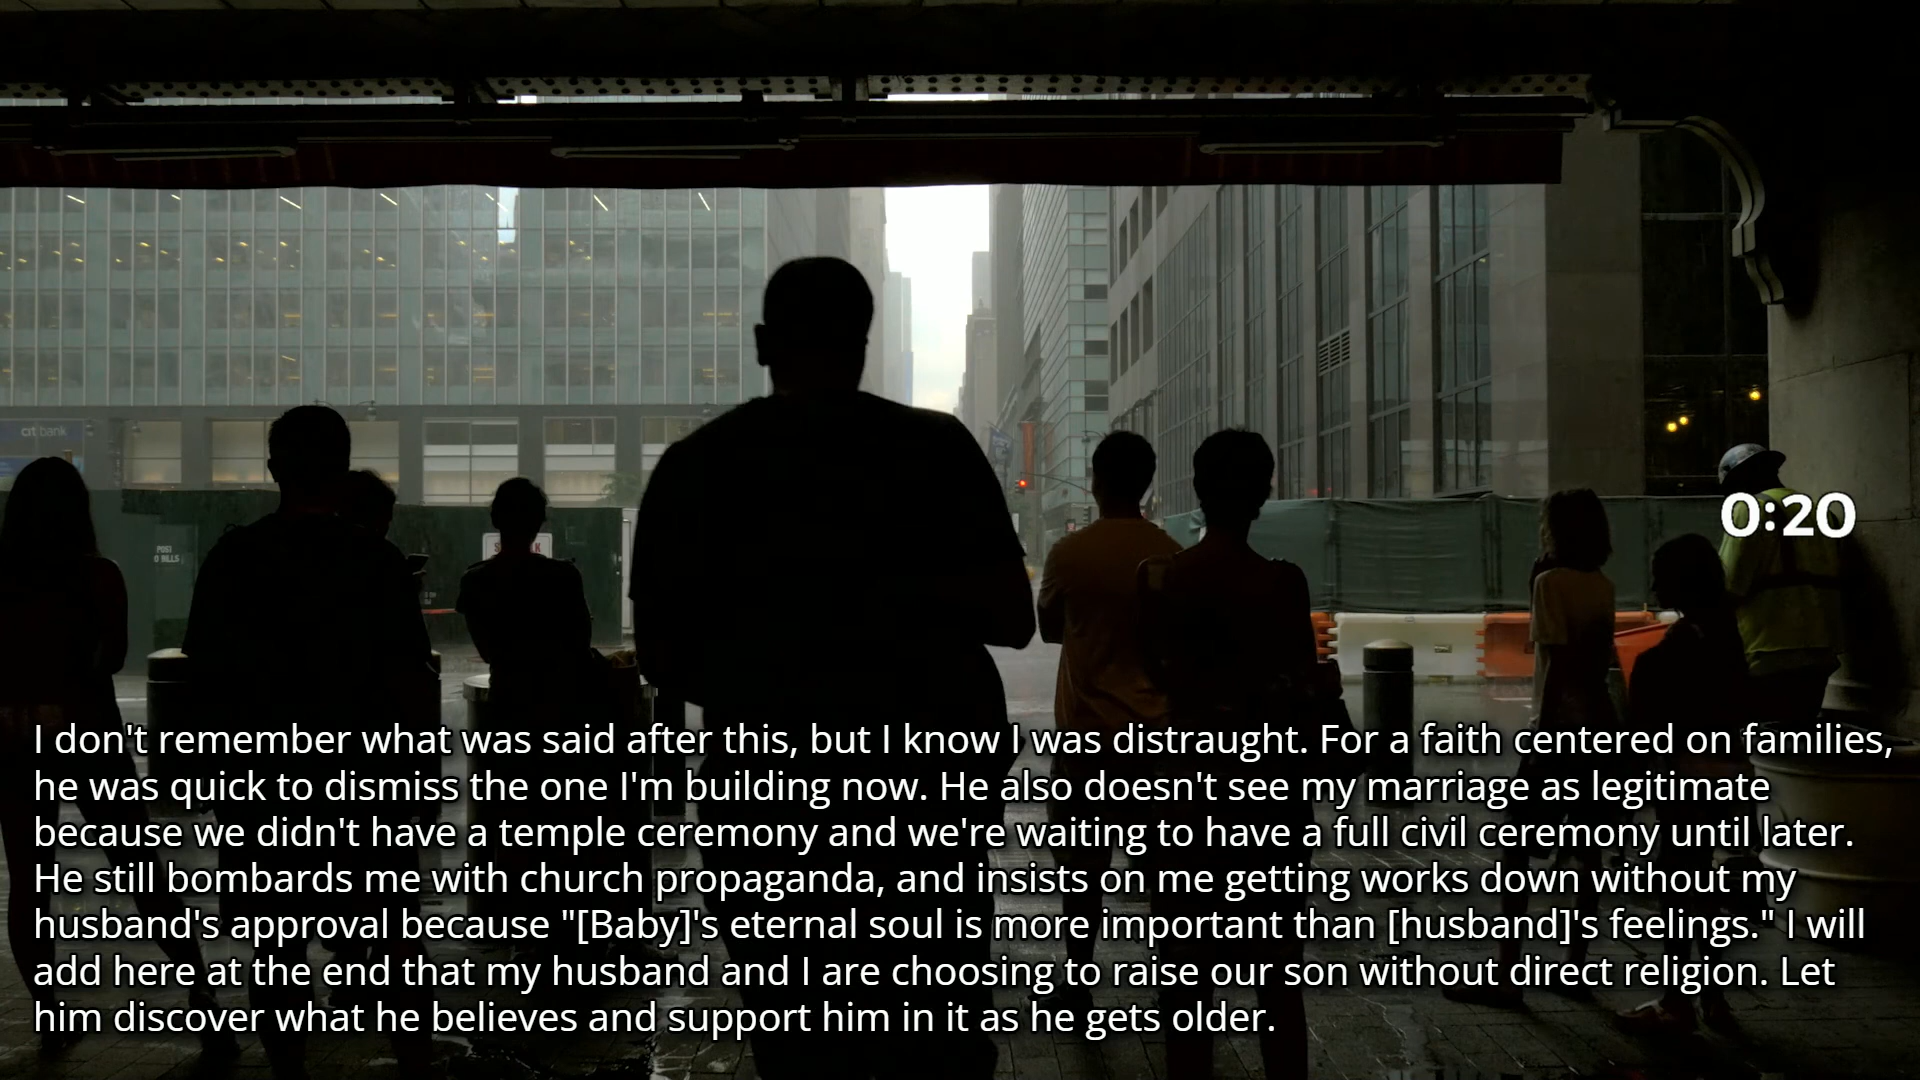 citibank
POST
NO BILLS
0:20
I don't remember what was said after this, but I know I was distraught. For a faith centered on families,
he was quick to dismiss the one I'm building now. He also doesn't see my marriage as legitimate
because we didn't have a temple ceremony and we're waiting to have a full civil ceremony until later.
He still bombards me with church propaganda, and insists on me getting works down without my
husband's approval because "[Baby]'s eternal soul is more important than [husband]'s feelings." I will
add here at the end that my husband and I are choosing to raise our son without direct religion. Let
him discover what he believes and support him in it as he gets older.